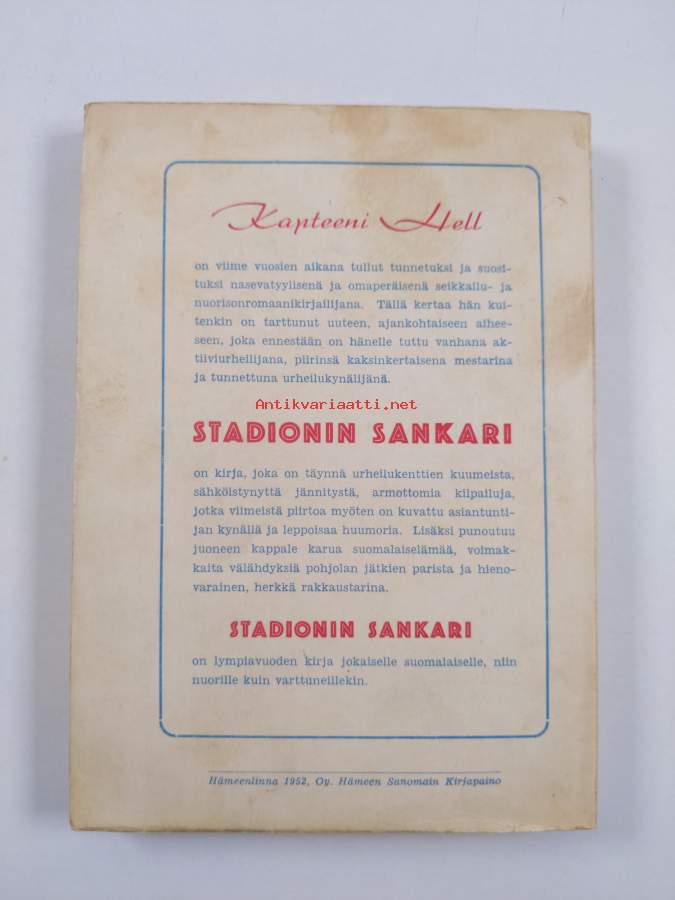 Kapteeni Hell
on viime vuosien aikana tullut tunnetuksi ja suosi-
tuksi nasevatyylisenä ja omaperäisenä seikkailu- ja
nuorisonromaanikirjailijana. Tällä kertaa hän kui-
tenkin on tarttunut uuteen, ajankohtaiseen aihee-
seen, joka ennestään on hänelle tuttu vanhana ak-
tiiviurheilijana, piirinsä kaksinkertaisena mestarina
ja tunnettuna urheilukynäilijänä.
Antikvariaatti.net
STADIONIN SANKARI
on kirja, joka on täynnä urheilukenttien kuumeista,
sähköistynyttä jännitystä, armottomia kilpailuja,
jotka viimeistä piirtoa myöten on kuvattu asiantunti-
jan kynällä ja leppoisaa huumoria. Lisäksi punoutuu
juoneen kappale karua suomalaiselämää, voimak-
kaita välähdyksiä pohjolan jätkien parista ja hieno-
varainen, herkkä rakkaustarina.
STADIONIN SANKARI
on lympiavuoden kirja jokaiselle suomalaiselle, niin
nuorille kuin varttuneillekin.
Hämeenlinna 1952, Oy. Hämeen Sanomain Kirjapaino